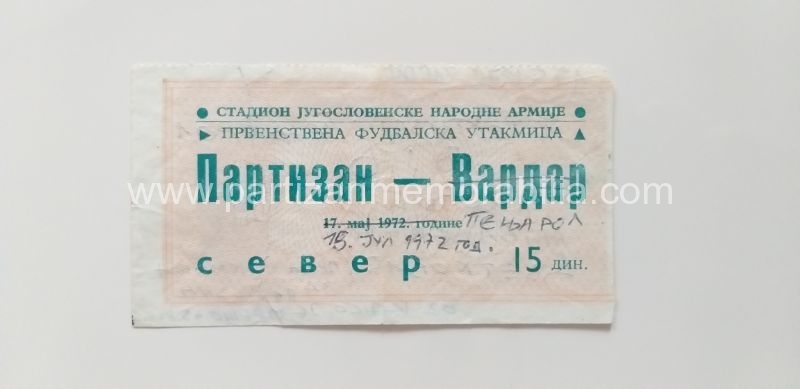 ● СТАДИОН ЈУГОСЛОВЕНСКЕ НАРОДНЕ АРМИЈЕ ●
► ПРВЕНСТВЕНА ФУДБАЛСКА УТАКМИЦА ▲
Партизан — Вардар
www.partizanmemorabilia.com
17. мај 1972. године ПЕЊАРОЛ
15. ЈУЛ 1972 ГОД.
север 15 дин.